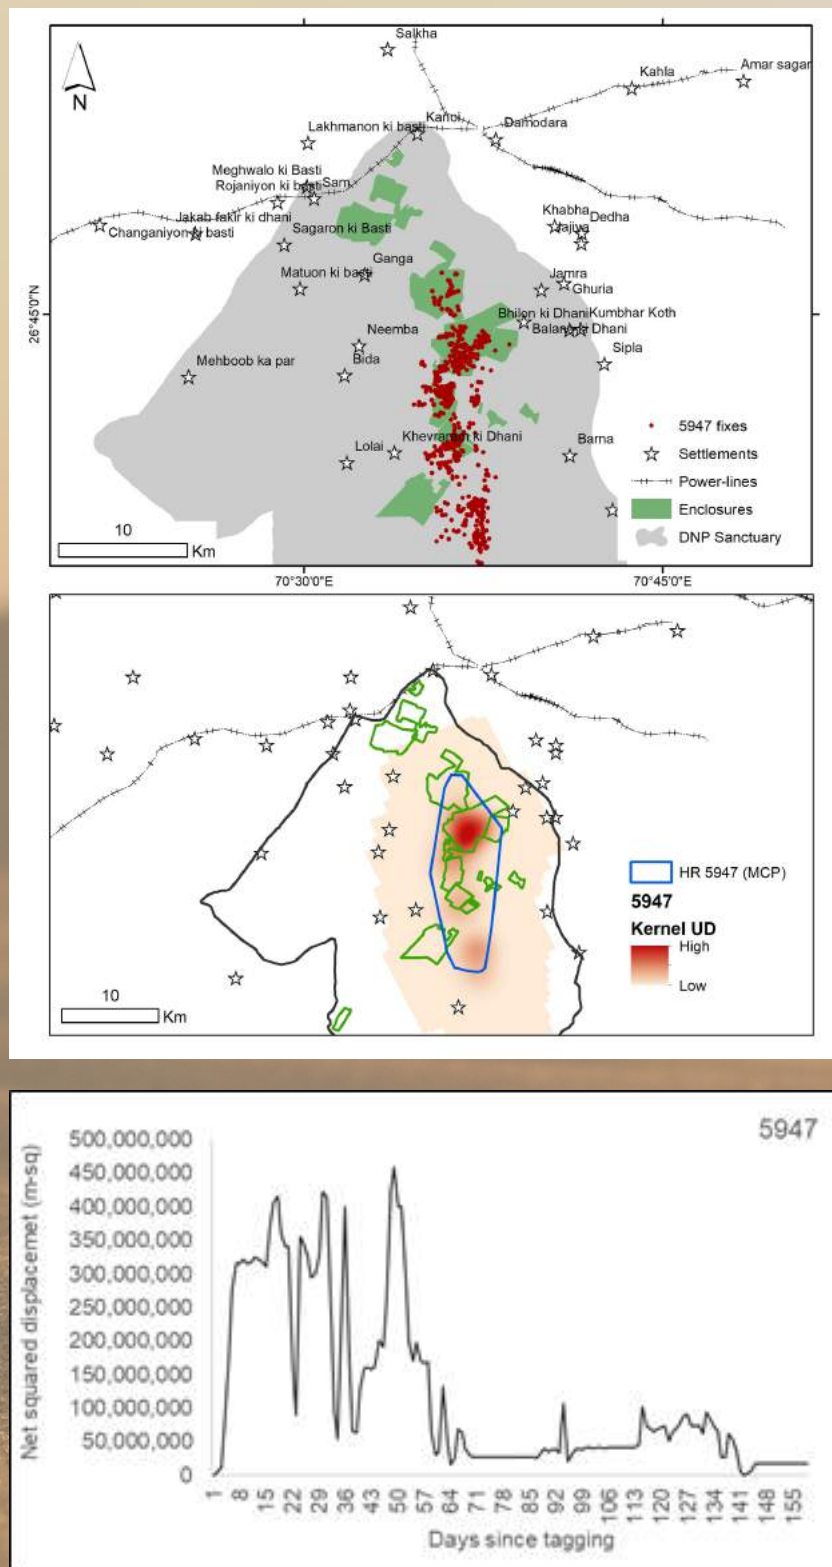 Salkha
Kahla
Amar sagar
N
Kanoi
Lakhmanon ki basti
Damodara
Meghwalo ki Basti
Rojaniyon ki basti
Sam
Jakab fakir ki dhani
Khabha
Dedha
Changaniyon ki basti
Sagaron ki Basti
Jajiya
Ganga
Matuon ki basti
Jamra
Ghuria
26°45'0"N
Bhilon ki Dhani
Kumbhar Koth
Neemba
Dhani
Sipla
Mehboob ka par
Bida
5947 fixes
Khevraram ki Dhani
Barna
Lolai
Settlements
Power-lines
Enclosures
10
Km
DNP Sanctuary
70°30'0"E
70°45'0"E
HR 5947 (MCP)
5947
Kernel UD
High
Low
10
Km
5947
Net squared displacemet (m-sq)
500,000,000
450,000,000
400,000,000
350,000,000
300,000,000
250,000,000
200,000,000
150,000,000
100,000,000
50,000,000
0
1 8 15 22 29 36 43 50 57 64 71 78 85 92 99 106 113 120 127 134 141 148 155
Days since tagging